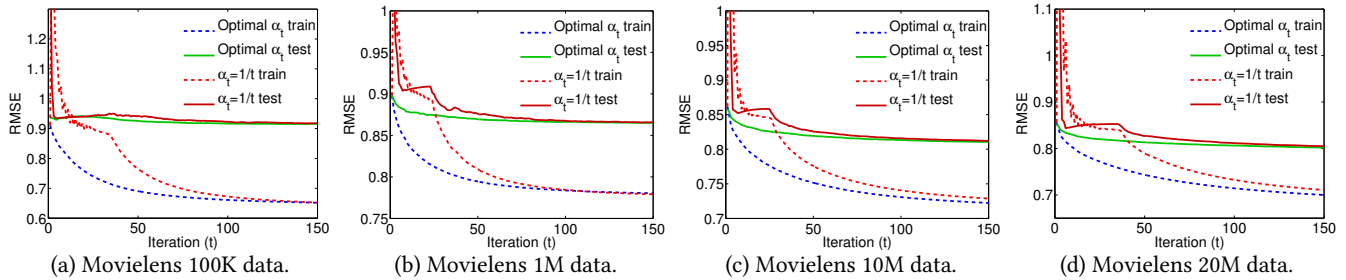 RMSE
1.2
1.1
1
0.9
0.8
0.7
0.6
0
50
100
150
Iteration (t)
Optimal α_t train
Optimal α_t test
α_t=1/t train
α_t=1/t test
(a) Movielens 100K data.
RMSE
1
0.95
0.9
0.85
0.8
0.75
0
50
100
150
Iteration (t)
Optimal α_t train
Optimal α_t test
α_t=1/t train
α_t=1/t test
(b) Movielens 1M data.
RMSE
1
0.95
0.9
0.85
0.8
0.75
0.7
0
50
100
150
Iteration (t)
Optimal α_t train
Optimal α_t test
α_t=1/t train
α_t=1/t test
(c) Movielens 10M data.
RMSE
1.1
1
0.9
0.8
0.7
0
50
100
150
Iteration (t)
Optimal α_t train
Optimal α_t test
α_t=1/t train
α_t=1/t test
(d) Movielens 20M data.